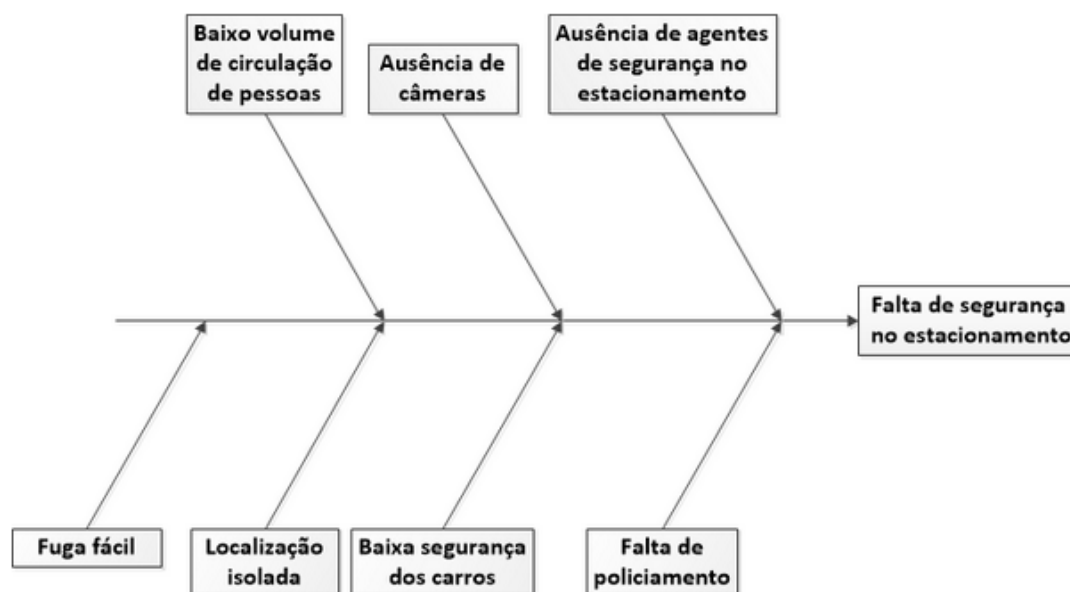 Baixo volume
de circulação
de pessoas
Ausência de
câmeras
Ausência de agentes
de segurança no
estacionamento
Falta de segurança
no estacionamento
Fuga fácil
Localização
isolada
Baixa segurança
dos carros
Falta de
policiamento